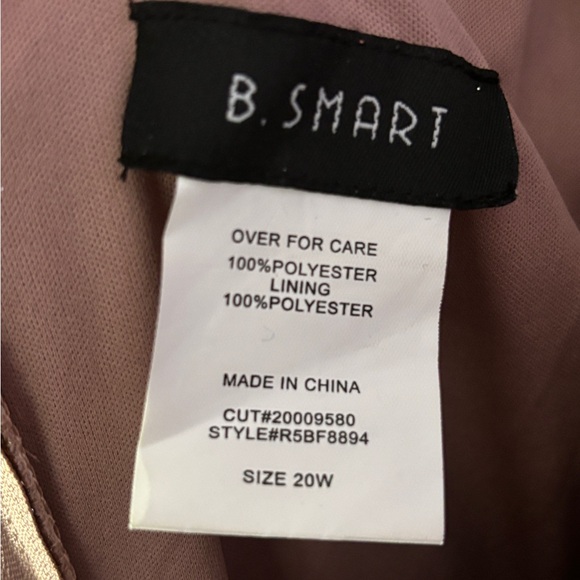 B. SMART
OVER FOR CARE
100%POLYESTER
LINING
100%POLYESTER
MADE IN CHINA
CUT#20009580
STYLE#R5BF8894
SIZE 20W